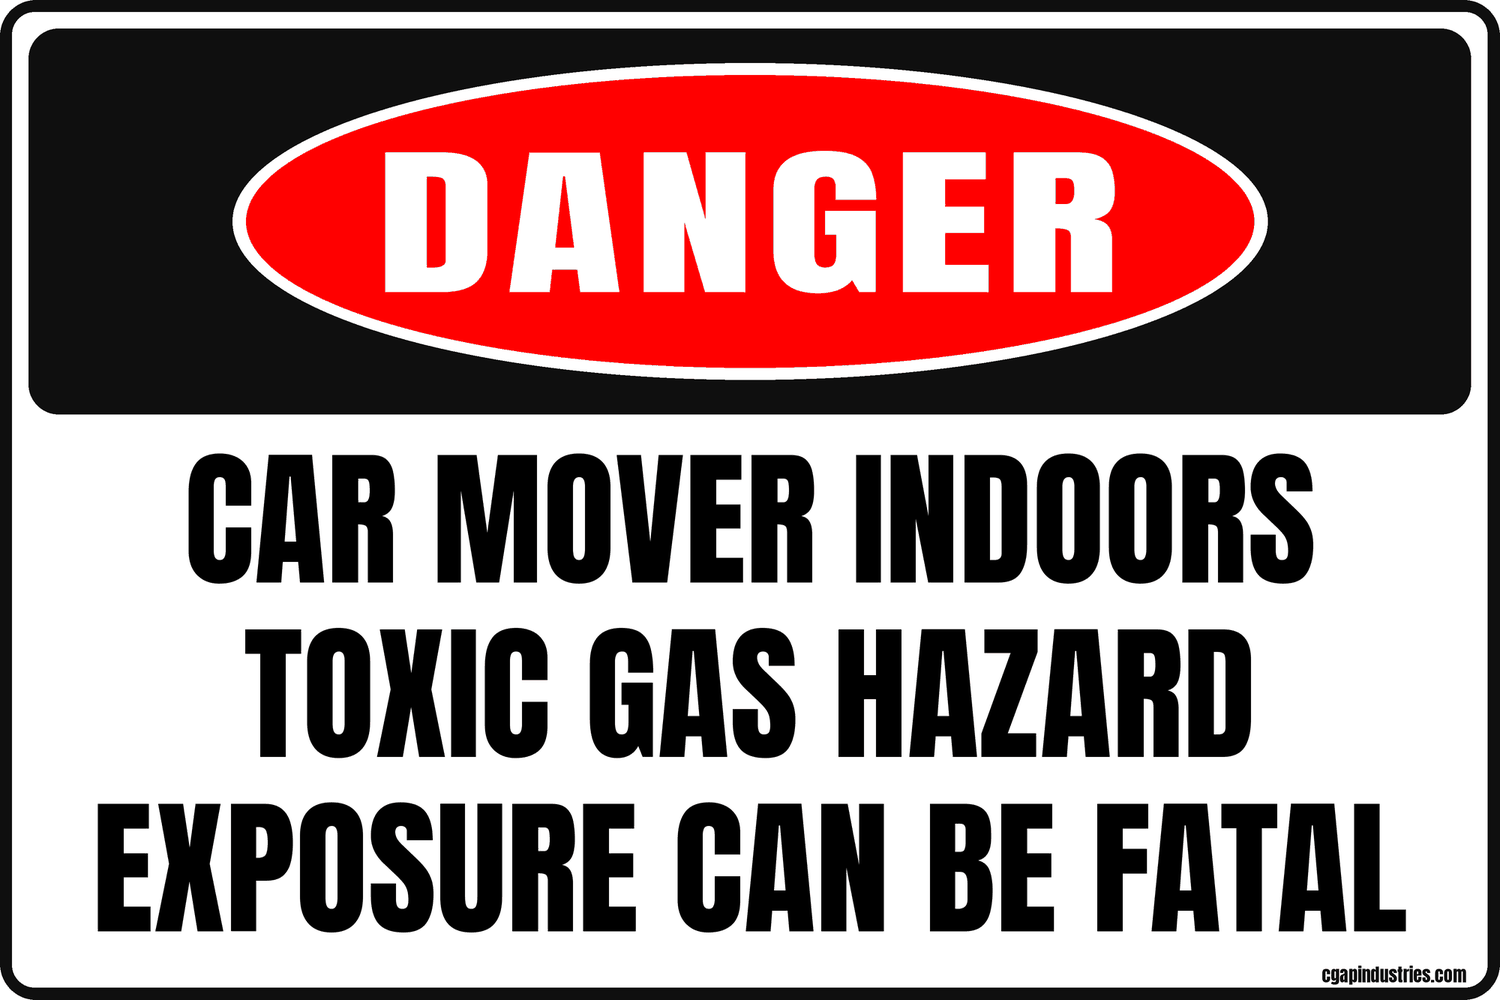 DANGER
CAR MOVER INDOORS
TOXIC GAS HAZARD
EXPOSURE CAN BE FATAL
cgapindustries.com